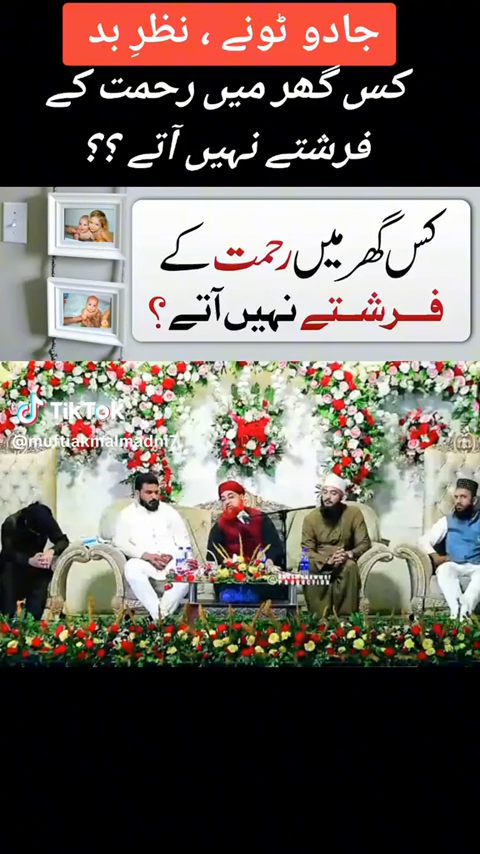 جادو ٹونے ، نظرِ بد
کس گھر میں رحمت کے
فرشتے نہیں آتے ؟؟
کس گھر میں رحمت کے
فرشتے نہیں آتے ؟
TikTok
@muftiakmalmadni7
PRODUCTION